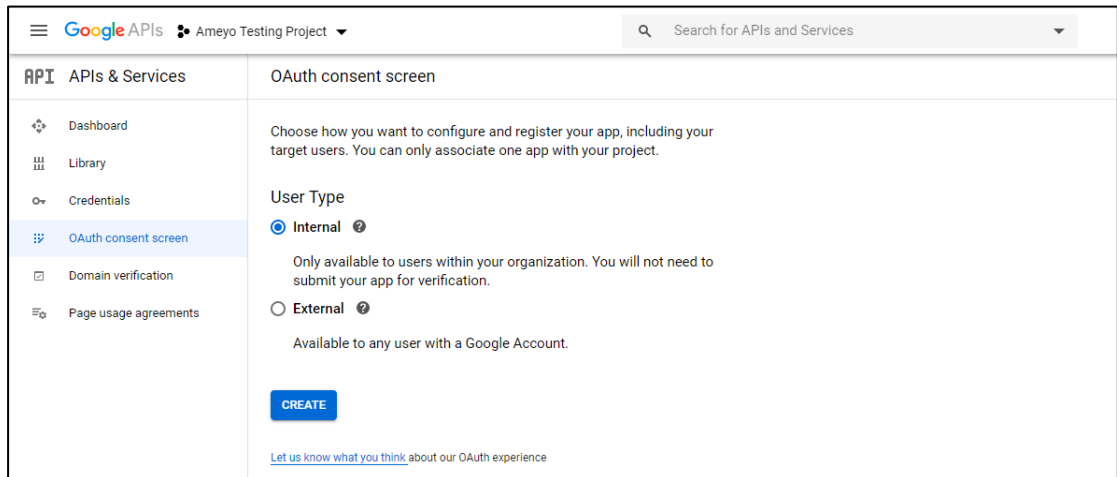 Google APIs Ameyo Testing Project Search for APIs and Services
API APIs & Services OAuth consent screen
Dashboard
Library
Credentials
OAuth consent screen
Domain verification
Page usage agreements
Choose how you want to configure and register your app, including your
target users. You can only associate one app with your project.
User Type
Internal
Only available to users within your organization. You will not need to
submit your app for verification.
External
Available to any user with a Google Account.
CREATE
Let us know what you think about our OAuth experience